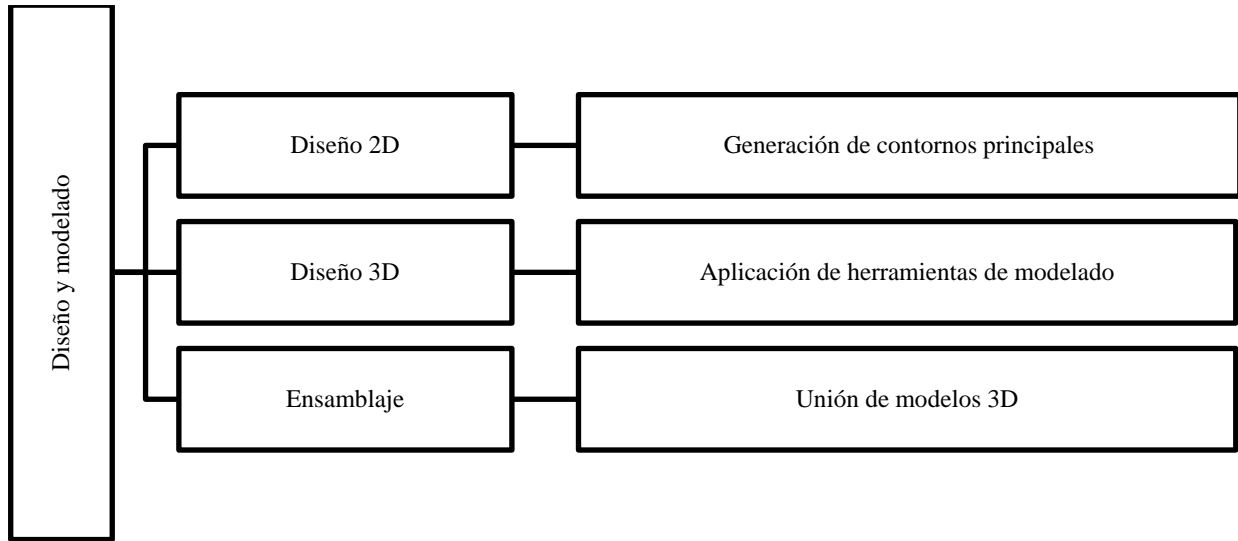 Diseño y modelado
Diseño 2D
Generación de contornos principales
Diseño 3D
Aplicación de herramientas de modelado
Ensamblaje
Unión de modelos 3D